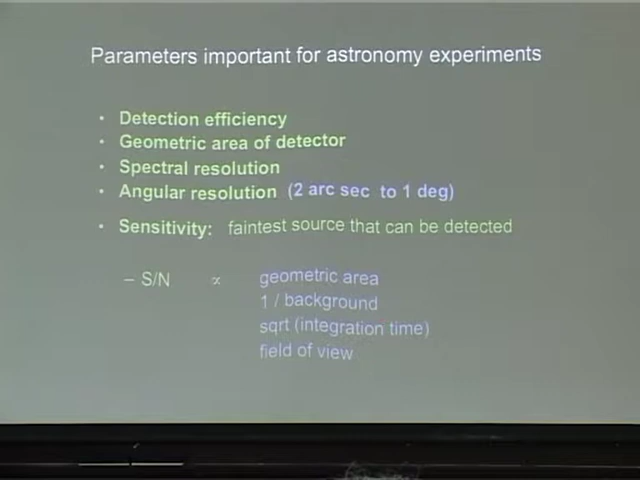 Parameters important for astronomy experiments
• Detection efficiency
• Geometric area of detector
• Spectral resolution
• Angular resolution (2 arc sec to 1 deg)
• Sensitivity: faintest source that can be detected
– S/N ∝ geometric area
1 / background
sqrt (integration time)
field of view